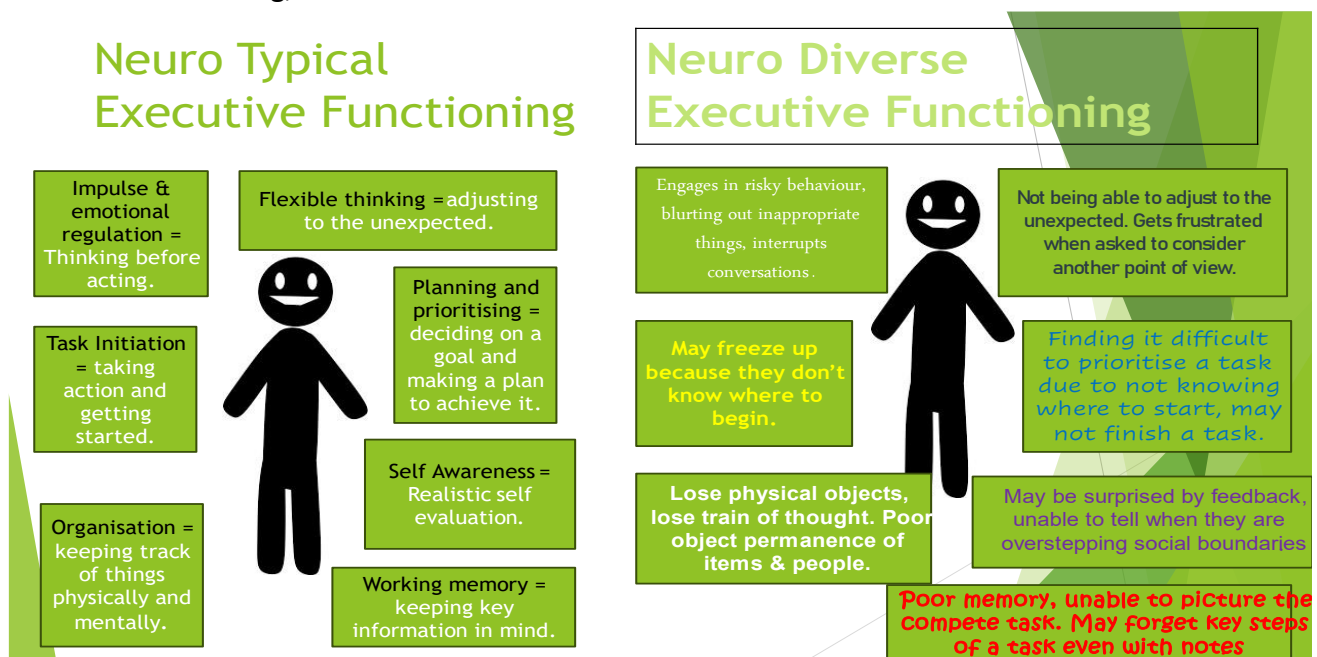 Neuro Typical
Executive Functioning
Impulse &
emotional
regulation =
Thinking before
acting.
Flexible thinking = adjusting
to the unexpected.
Planning and
prioritising =
deciding on a
goal and
making a plan
to achieve it.
Task Initiation
= taking
action and
getting
started.
Self Awareness =
Realistic self
evaluation.
Organisation =
keeping track
of things
physically and
mentally.
Working memory =
keeping key
information in mind.
Neuro Diverse
Executive Functioning
Engages in risky behaviour,
blurting out inappropriate
things, interrupts
conversations.
Not being able to adjust to the
unexpected. Gets frustrated
when asked to consider
another point of view.
May freeze up
because they don't
know where to
begin.
Finding it difficult
to prioritise a task
due to not knowing
where to start, may
not finish a task.
Lose physical objects,
lose train of thought. Poor
object permanence of
items & people.
May be surprised by feedback,
unable to tell when they are
overstepping social boundaries
Poor memory, unable to picture the
compete task. May forget key steps
of a task even with notes